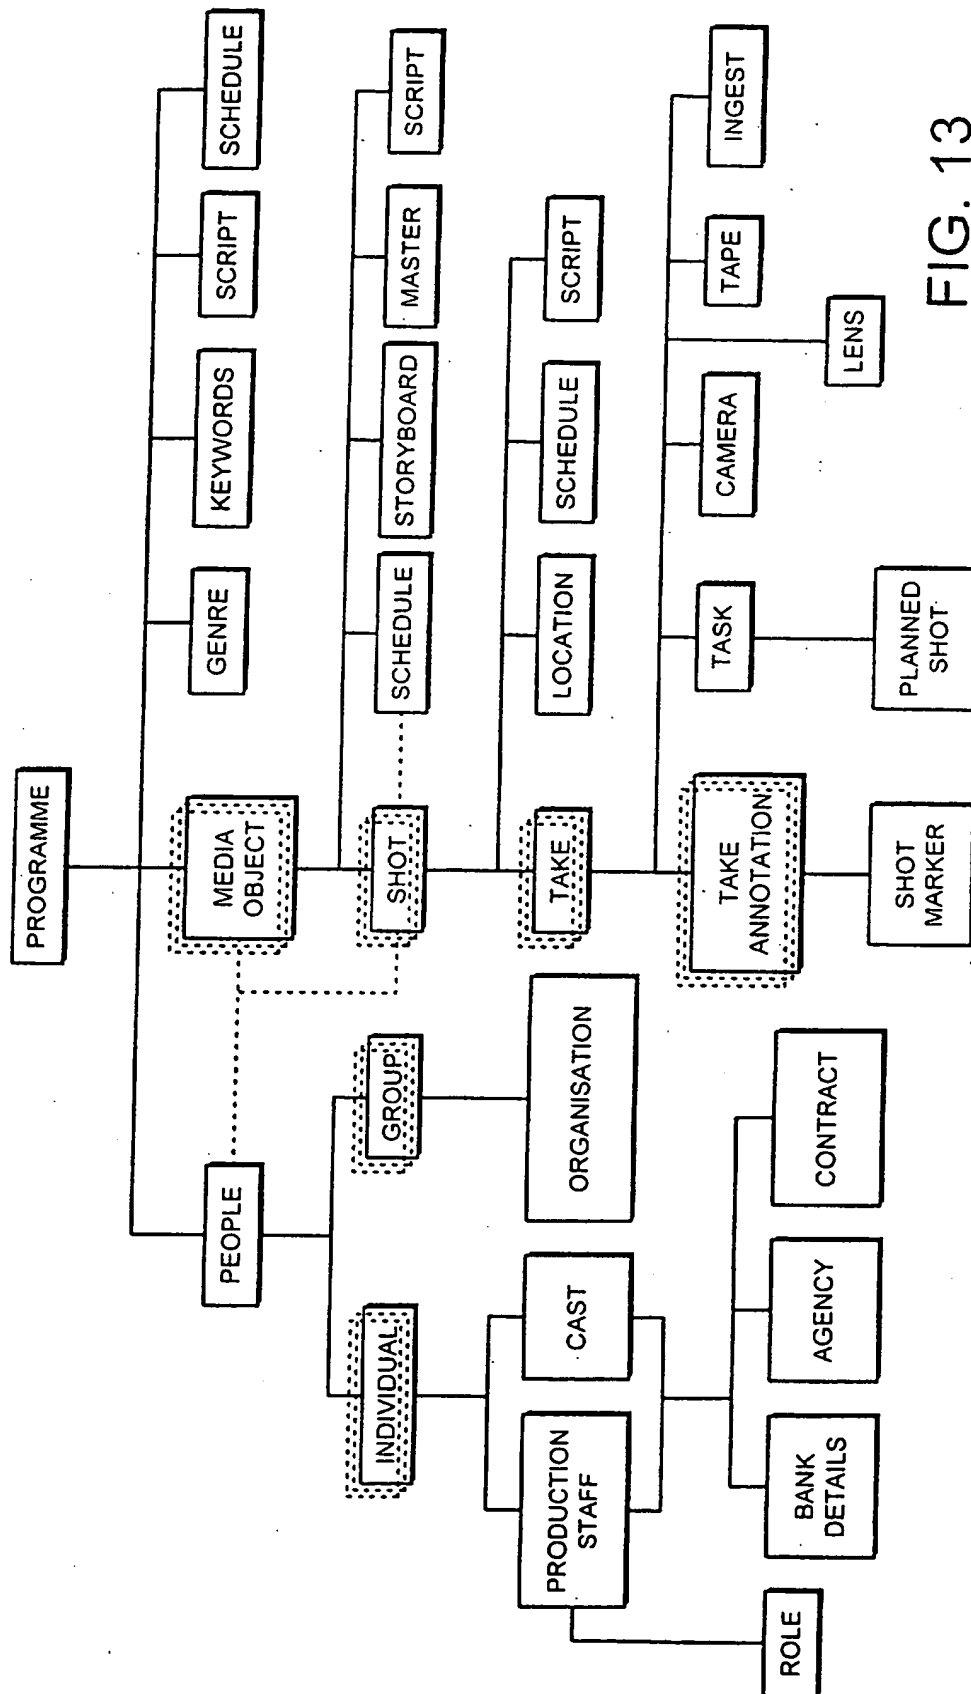 PROGRAMME
PEOPLE
MEDIA
OBJECT
GENRE
KEYWORDS
SCRIPT
SCHEDULE
INDIVIDUAL
GROUP
SHOT
SCHEDULE
STORYBOARD
MASTER
SCRIPT
PRODUCTION
STAFF
CAST
ORGANISATION
TAKE
LOCATION
SCHEDULE
SCRIPT
TAKE
ANNOTATION
TASK
CAMERA
TAPE
INGEST
LENS
ROLE
BANK
DETAILS
AGENCY
CONTRACT
SHOT
MARKER
PLANNED
SHOT
FIG. 13